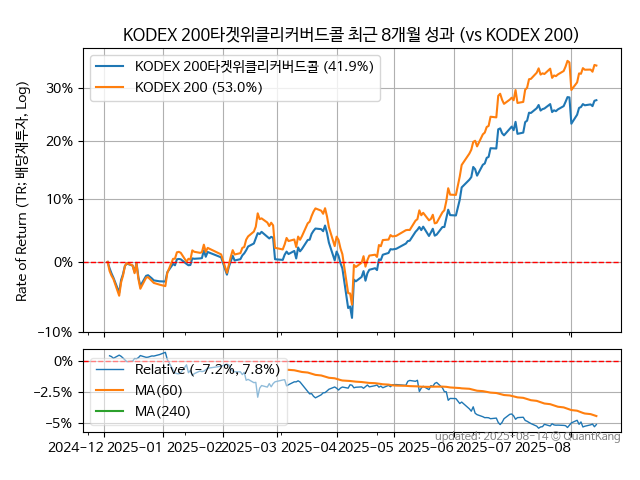 KODEX 200타겟위클리커버드콜 최근 8개월 성과 (vs KODEX 200)
KODEX 200타겟위클리커버드콜 (41.9%)
KODEX 200 (53.0%)
30%
20%
10%
0%
−10%
Rate of Return (TR: 배당재투자, Log)
0%
−2.5%
−5%
Relative (−7.2%, 7.8%)
MA(60)
MA(240)
updated: 2025-08-14 © QuantKang
2024−12 2025−01 2025−02 2025−03 2025−04 2025−05 2025−06 2025−07 2025−08